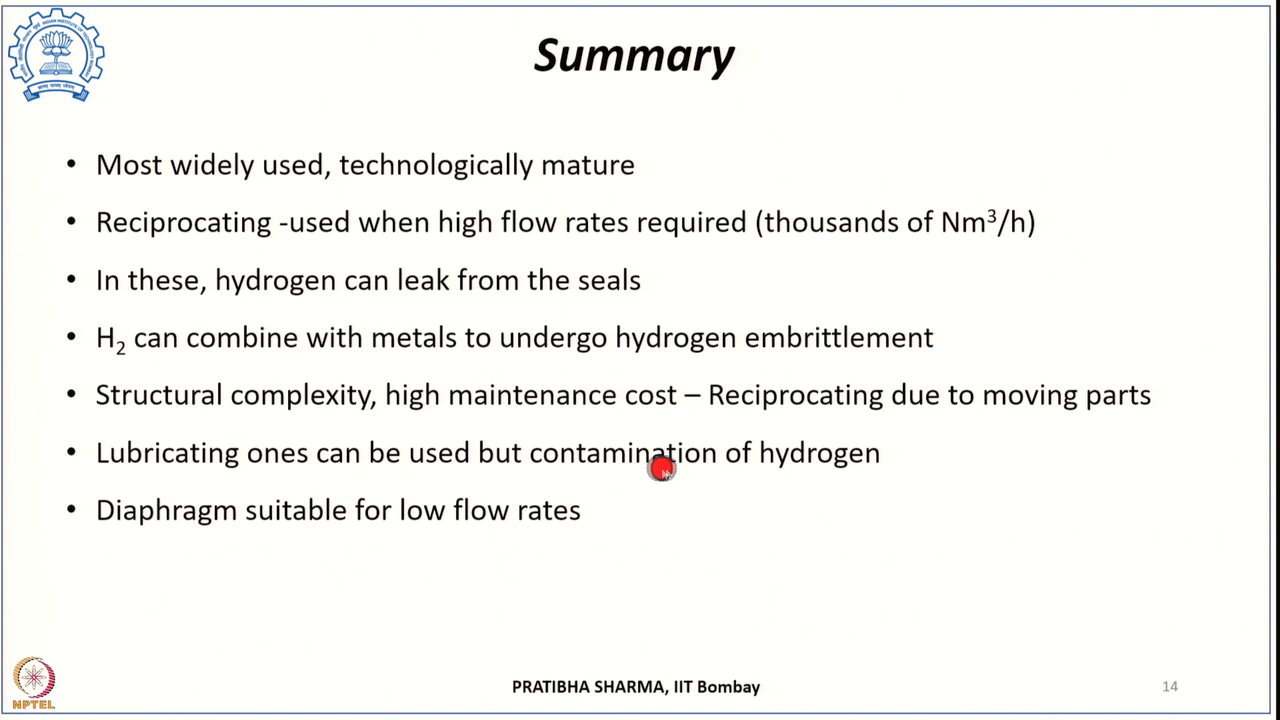 Summary
• Most widely used, technologically mature
• Reciprocating -used when high flow rates required (thousands of Nm³/h)
• In these, hydrogen can leak from the seals
• H₂ can combine with metals to undergo hydrogen embrittlement
• Structural complexity, high maintenance cost – Reciprocating due to moving parts
• Lubricating ones can be used but contamination of hydrogen
• Diaphragm suitable for low flow rates
NPTEL
PRATIBHA SHARMA, IIT Bombay
14